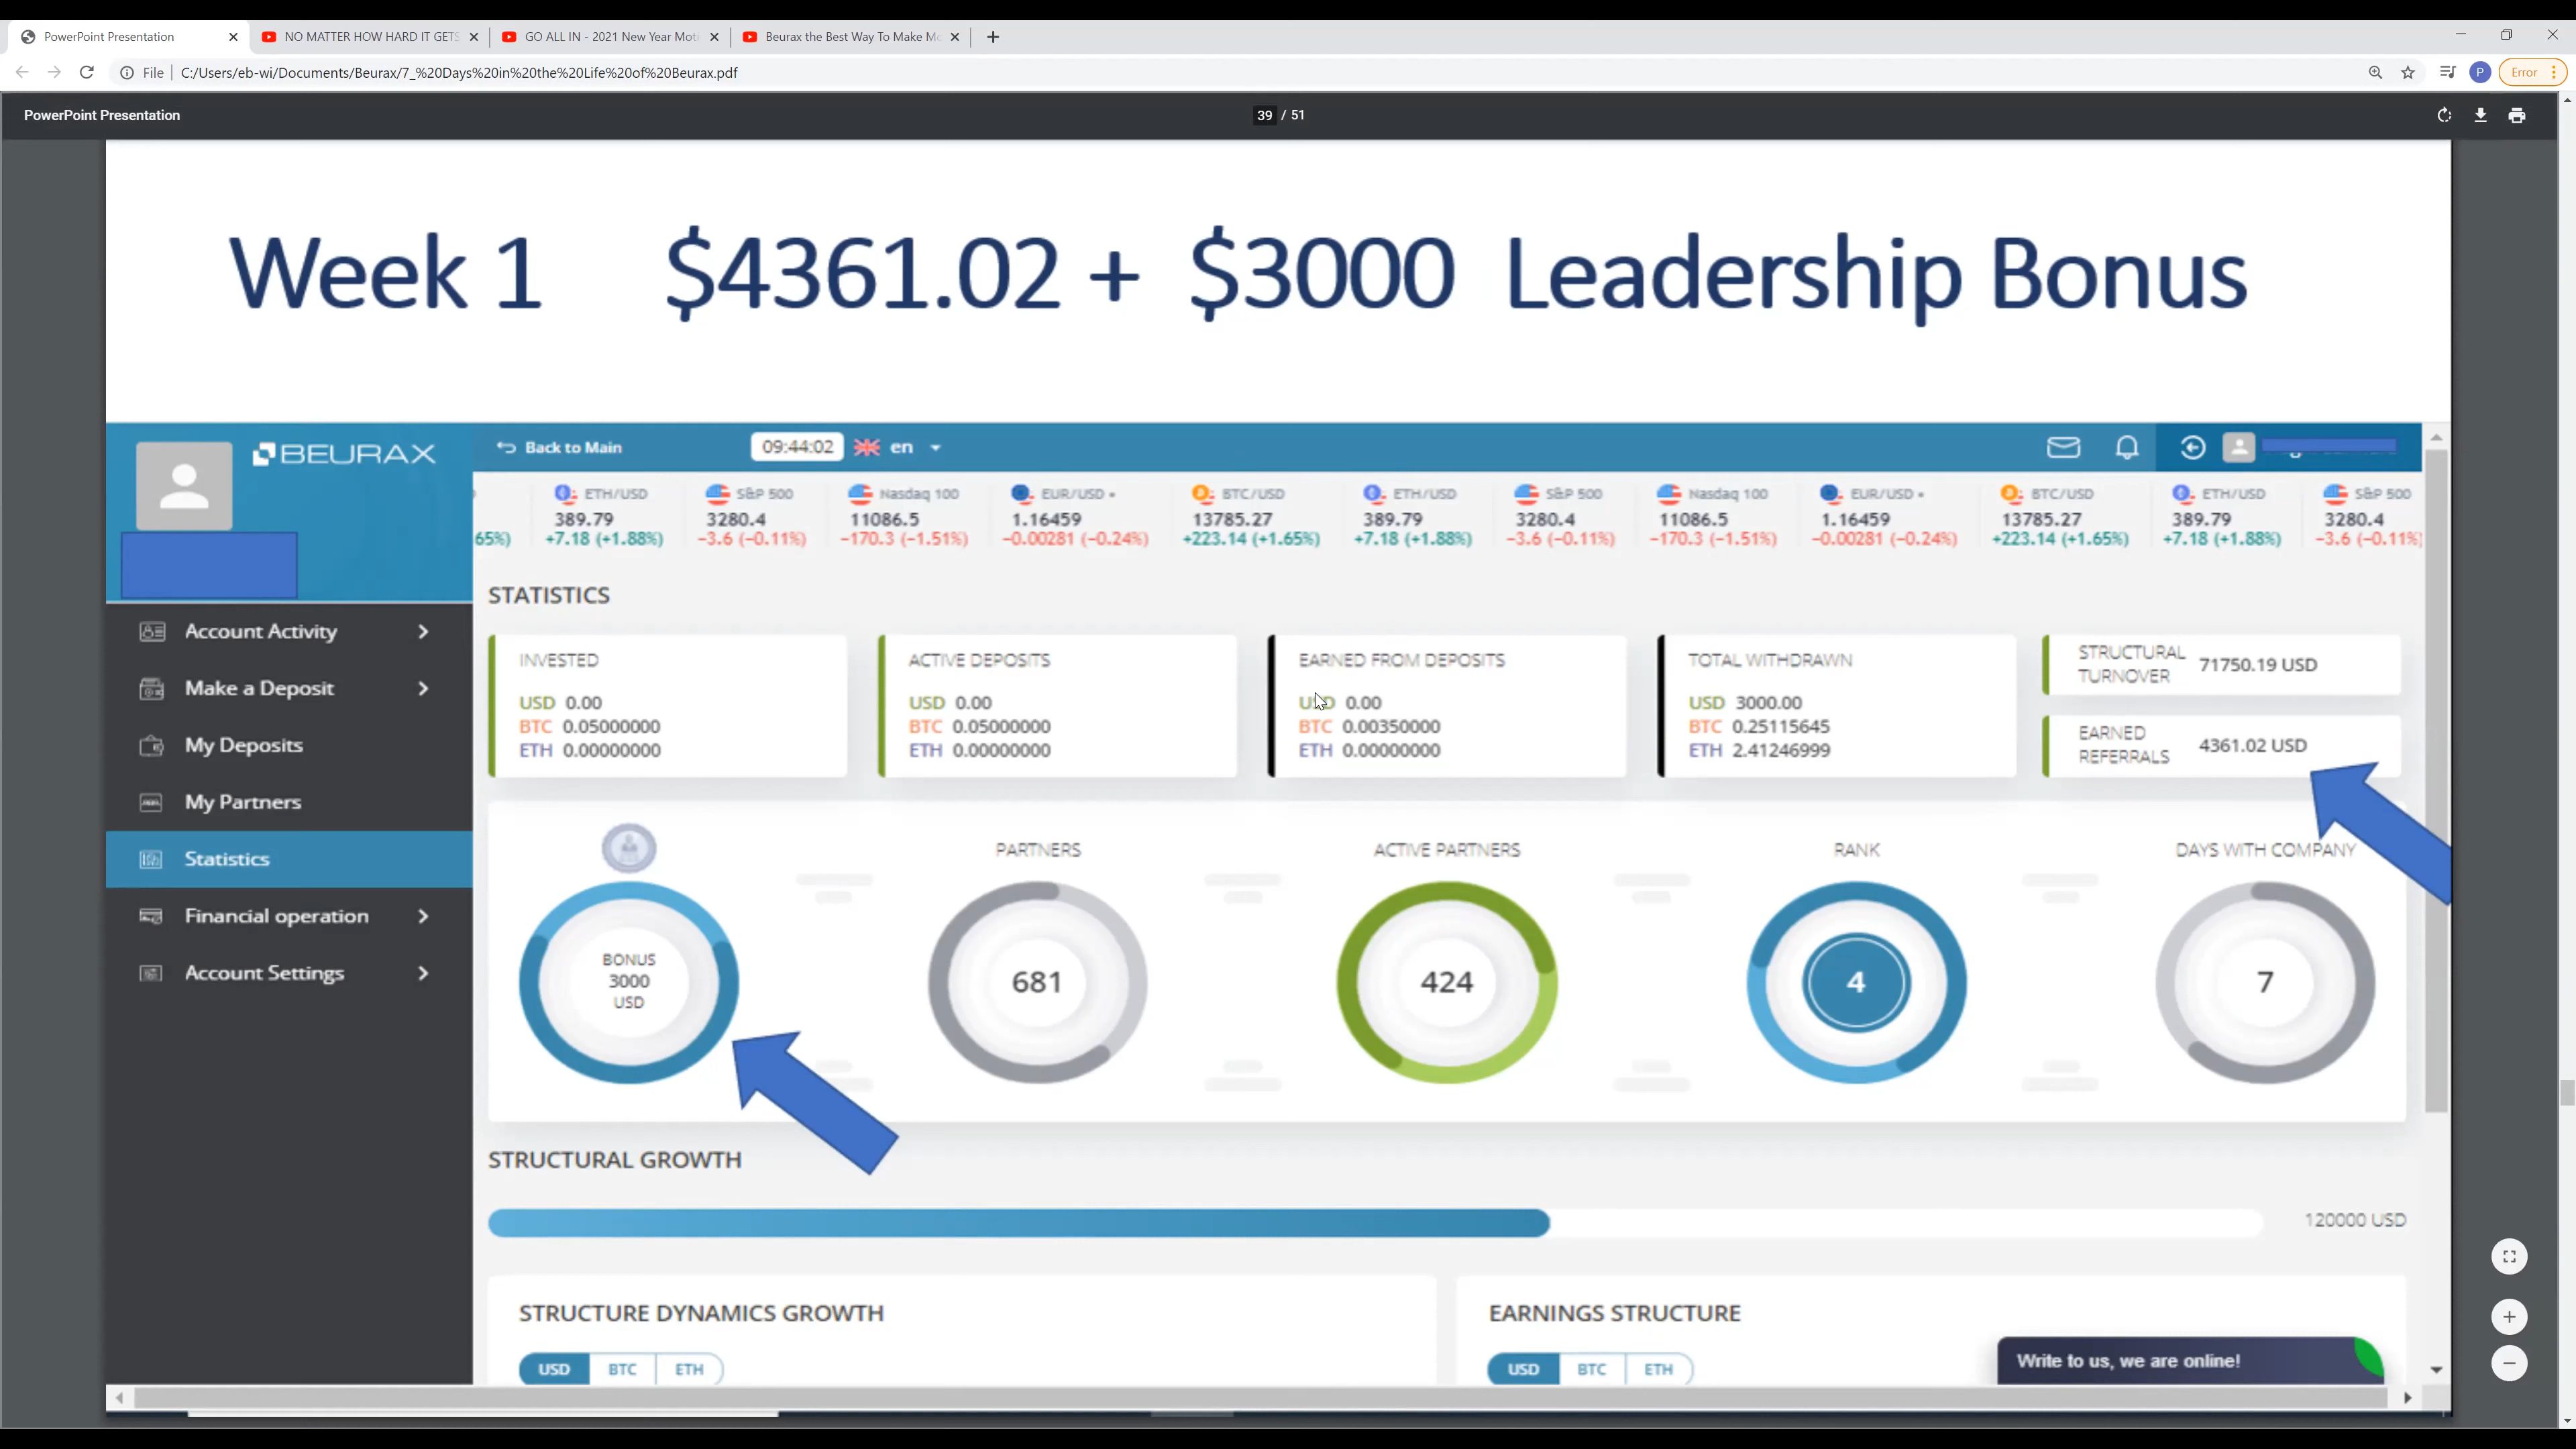 PowerPoint Presentation
NO MATTER HOW HARD IT GETS
GO ALL IN - 2021 New Year Moti
Beurax the Best Way To Make Mo
File
C:/Users/eb-wi/Documents/Beurax/7_%20Days%20in%20the%20Life%20of%20Beurax.pdf
P
Error
PowerPoint Presentation
39 / 51
Week 1 $4361.02 + $3000 Leadership Bonus
BEURAX
Back to Main
09:44:02
en
ETH/USD S&P 500 Nasdaq 100 EUR/USD BTC/USD ETH/USD S&P 500 Nasdaq 100 EUR/USD BTC/USD ETH/USD S&P 500
389.79 3280.4 11086.5 1.16459 13785.27 389.79 3280.4 11086.5 1.16459 13785.27 389.79 3280.4
65%) +7.18 (+1.88%) -3.6 (-0.11%) -170.3 (-1.51%) -0.00281 (-0.24%) +223.14 (+1.65%) +7.18 (+1.88%) -3.6 (-0.11%) -170.3 (-1.51%) -0.00281 (-0.24%) +223.14 (+1.65%) +7.18 (+1.88%) -3.6 (-0.11%)
Account Activity
Make a Deposit
My Deposits
My Partners
Statistics
Financial operation
Account Settings
STATISTICS
INVESTED
USD 0.00
BTC 0.05000000
ETH 0.00000000
ACTIVE DEPOSITS
USD 0.00
BTC 0.05000000
ETH 0.00000000
EARNED FROM DEPOSITS
USD 0.00
BTC 0.00350000
ETH 0.00000000
TOTAL WITHDRAWN
USD 3000.00
BTC 0.25115645
ETH 2.41246999
STRUCTURAL
TURNOVER
71750.19 USD
EARNED
REFERRALS
4361.02 USD
BONUS
3000
USD
PARTNERS
681
ACTIVE PARTNERS
424
RANK
4
DAYS WITH COMPANY
7
STRUCTURAL GROWTH
120000 USD
STRUCTURE DYNAMICS GROWTH
USD BTC ETH
EARNINGS STRUCTURE
USD BTC ETH
Write to us, we are online!